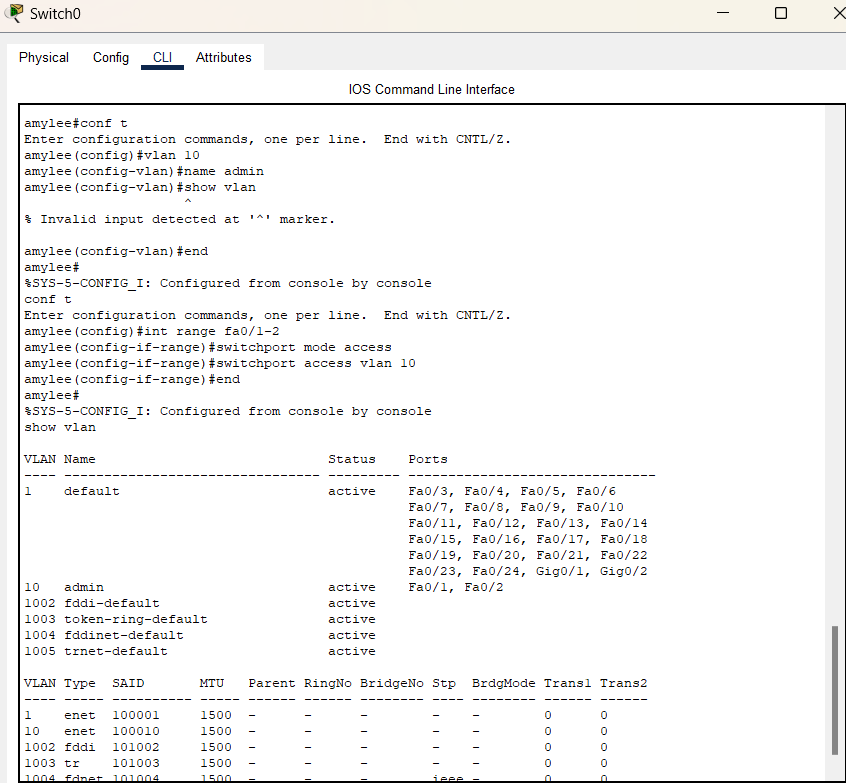 Switch0
Physical Config CLI Attributes
IOS Command Line Interface
amylee#conf t
Enter configuration commands, one per line.  End with CNTL/Z.
amylee(config)#vlan 10
amylee(config-vlan)#name admin
amylee(config-vlan)#show vlan
^
% Invalid input detected at '^' marker.
amylee(config-vlan)#end
amylee#
%SYS-5-CONFIG_I: Configured from console by console
conf t
Enter configuration commands, one per line.  End with CNTL/Z.
amylee(config)#int range fa0/1-2
amylee(config-if-range)#switchport mode access
amylee(config-if-range)#switchport access vlan 10
amylee(config-if-range)#end
amylee#
%SYS-5-CONFIG_I: Configured from console by console
show vlan
VLAN Name                             Status    Ports
---- -------------------------------- --------- -------------------------------
1    default                          active    Fa0/3, Fa0/4, Fa0/5, Fa0/6
Fa0/7, Fa0/8, Fa0/9, Fa0/10
Fa0/11, Fa0/12, Fa0/13, Fa0/14
Fa0/15, Fa0/16, Fa0/17, Fa0/18
Fa0/19, Fa0/20, Fa0/21, Fa0/22
Fa0/23, Fa0/24, Gig0/1, Gig0/2
10   admin                            active    Fa0/1, Fa0/2
1002 fddi-default                     active
1003 token-ring-default               active
1004 fddinet-default                  active
1005 trnet-default                    active
VLAN Type  SAID       MTU   Parent RingNo BridgeNo Stp  BrdgMode Trans1 Trans2
---- ----- ---------- ----- ------ ------ -------- ---- -------- ------ ------
1    enet  100001     1500  -      -      -        -    -        0      0
10   enet  100010     1500  -      -      -        -    -        0      0
1002 fddi  101002     1500  -      -      -        -    -        0      0
1003 tr    101003     1500  -      -      -        -    -        0      0
1004 fdnet 101004     1500  -      -      -        ieee -        0      0